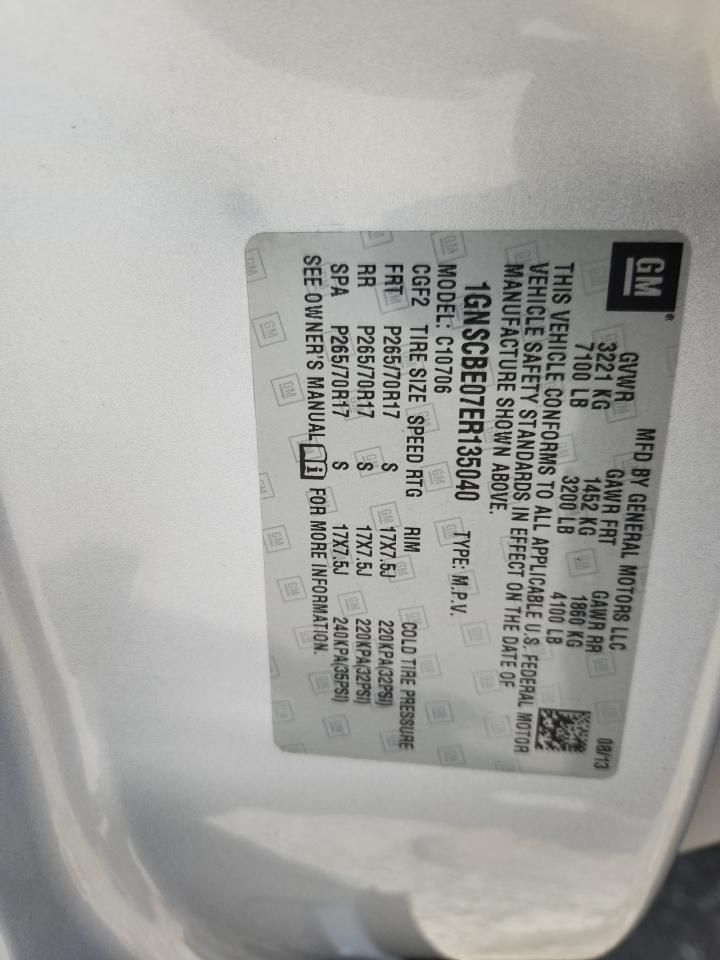 GM®
MFD BY GENERAL MOTORS LLC 08/13
GVWR GAWR FRT GAWR RR
3221 KG 1452 KG 1860 KG
7100 LB 3200 LB 4100 LB
THIS VEHICLE CONFORMS TO ALL APPLICABLE U.S. FEDERAL MOTOR
VEHICLE SAFETY STANDARDS IN EFFECT ON THE DATE OF
MANUFACTURE SHOWN ABOVE.
1GNSCBE07ER135040 TYPE: M.P.V.
MODEL: C10706
CGF2 TIRE SIZE SPEED RTG RIM COLD TIRE PRESSURE
FRT P265/70R17 S 17X7.5J 220KPA(32PSI)
RR P265/70R17 S 17X7.5J 220KPA(32PSI)
SPA P265/70R17 S 17X7.5J 240KPA(35PSI)
SEE OWNER'S MANUAL i FOR MORE INFORMATION.